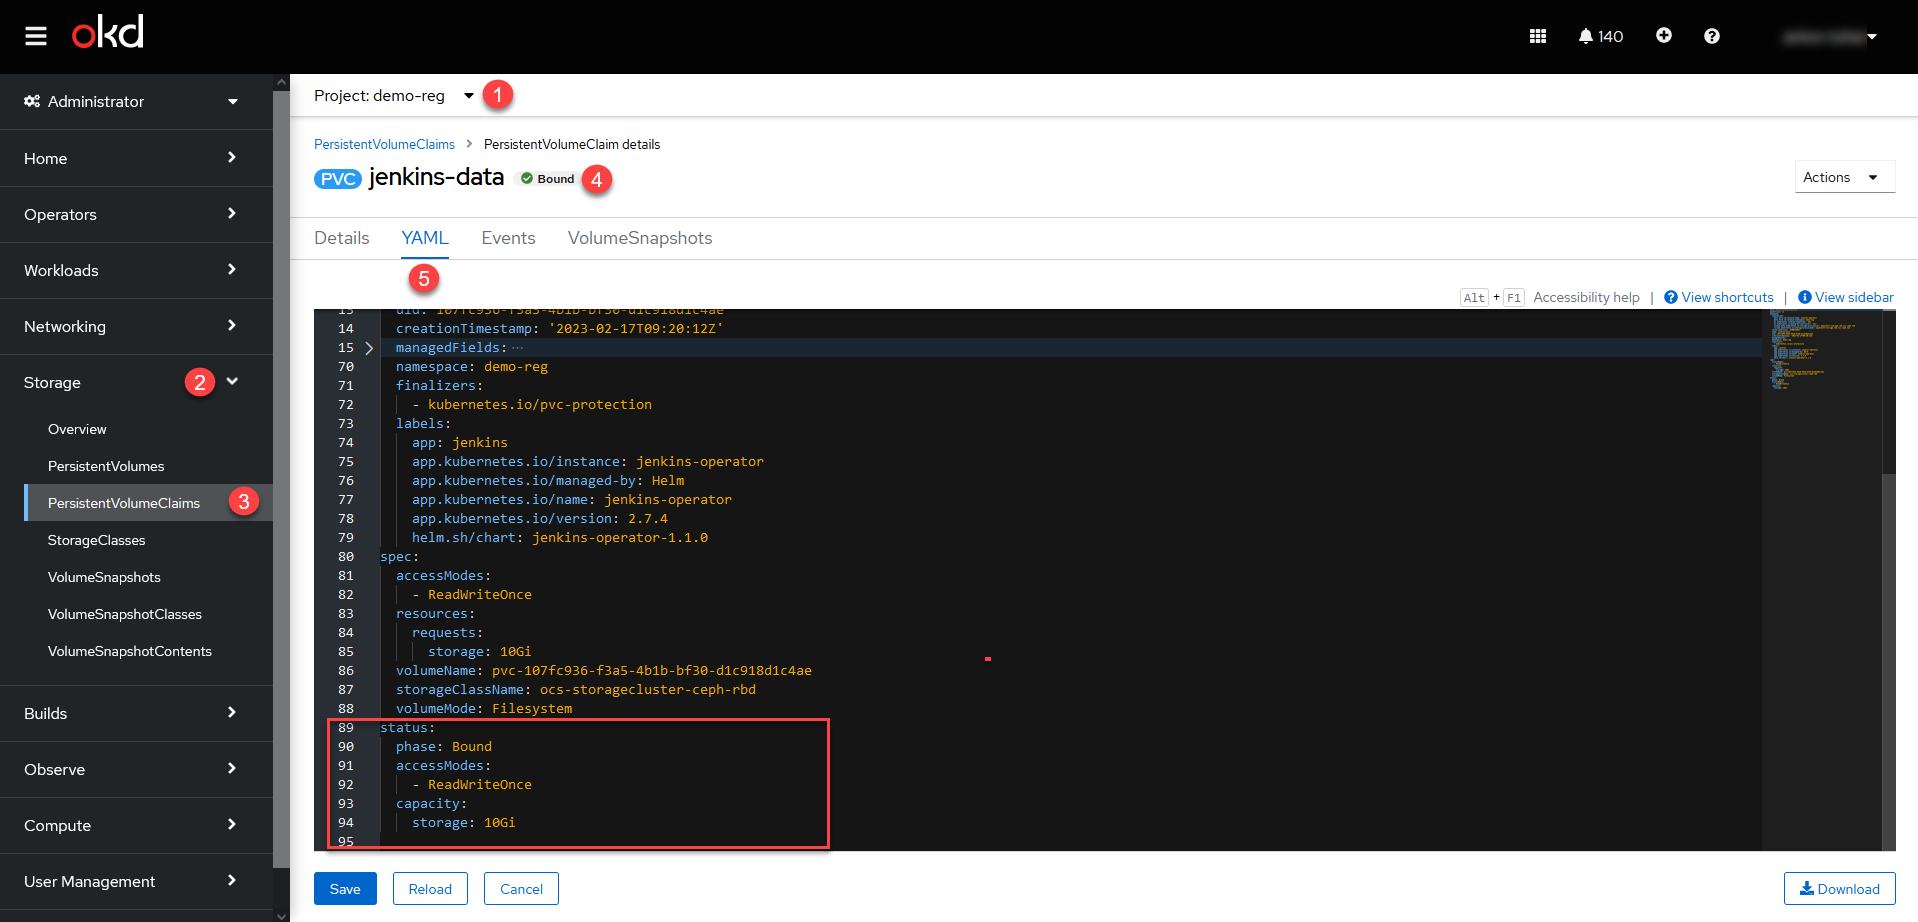 okd
140
Administrator
Home
Operators
Workloads
Networking
Storage 2
Overview
PersistentVolumes
PersistentVolumeClaims 3
StorageClasses
VolumeSnapshots
VolumeSnapshotClasses
VolumeSnapshotContents
Builds
Observe
Compute
User Management
Project: demo-reg 1
PersistentVolumeClaims > PersistentVolumeClaim details
PVC jenkins-data Bound 4
Actions
Details YAML Events VolumeSnapshots
5
Alt + F1 Accessibility help | View shortcuts | View sidebar
13 uid: '107fc936-f3a5-4b1b-bf30-d1c918d1c4ae'
14 creationTimestamp: '2023-02-17T09:20:12Z'
15 managedFields: ...
70 namespace: demo-reg
71 finalizers:
72 - kubernetes.io/pvc-protection
73 labels:
74 app: jenkins
75 app.kubernetes.io/instance: jenkins-operator
76 app.kubernetes.io/managed-by: Helm
77 app.kubernetes.io/name: jenkins-operator
78 app.kubernetes.io/version: 2.7.4
79 helm.sh/chart: jenkins-operator-1.1.0
80 spec:
81 accessModes:
82 - ReadWriteOnce
83 resources:
84 requests:
85 storage: 10Gi
86 volumeName: pvc-107fc936-f3a5-4b1b-bf30-d1c918d1c4ae
87 storageClassName: ocs-storagecluster-ceph-rbd
88 volumeMode: Filesystem
89 status:
90 phase: Bound
91 accessModes:
92 - ReadWriteOnce
93 capacity:
94 storage: 10Gi
95
Save Reload Cancel Download